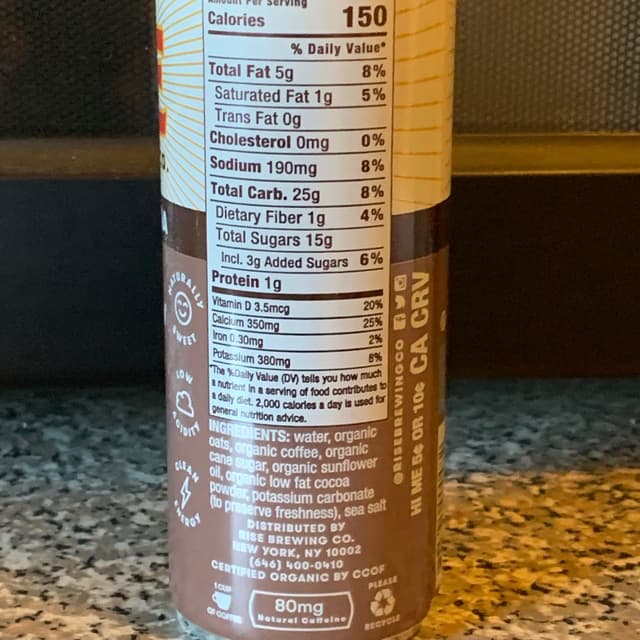 Amount Per Serving
Calories 150
% Daily Value*
Total Fat 5g 8%
Saturated Fat 1g 5%
Trans Fat 0g
Cholesterol 0mg 0%
Sodium 190mg 8%
Total Carb. 25g 8%
Dietary Fiber 1g 4%
Total Sugars 15g
Incl. 3g Added Sugars 6%
Protein 1g
Vitamin D 3.5mcg 20%
Calcium 350mg 25%
Iron 0.30mg 2%
Potassium 380mg 8%
*The %Daily Value (DV) tells you how much
a nutrient in a serving of food contributes to
a daily diet. 2,000 calories a day is used for
general nutrition advice.
INGREDIENTS: water, organic
oats, organic coffee, organic
cane sugar, organic sunflower
oil, organic low fat cocoa
powder, potassium carbonate
(to preserve freshness), sea salt
DISTRIBUTED BY
RISE BREWING CO.
NEW YORK, NY 10002
(646) 400-0410
CERTIFIED ORGANIC BY CCOF
1 CUP
OF COFFEE
80mg
Natural Caffeine
PLEASE
RECYCLE
NATURALLY
SWEET
LOW
ACIDITY
CLEAN
ENERGY
@RISEBREWINGCO
HI ME 5¢ OR 10¢ CA CRV